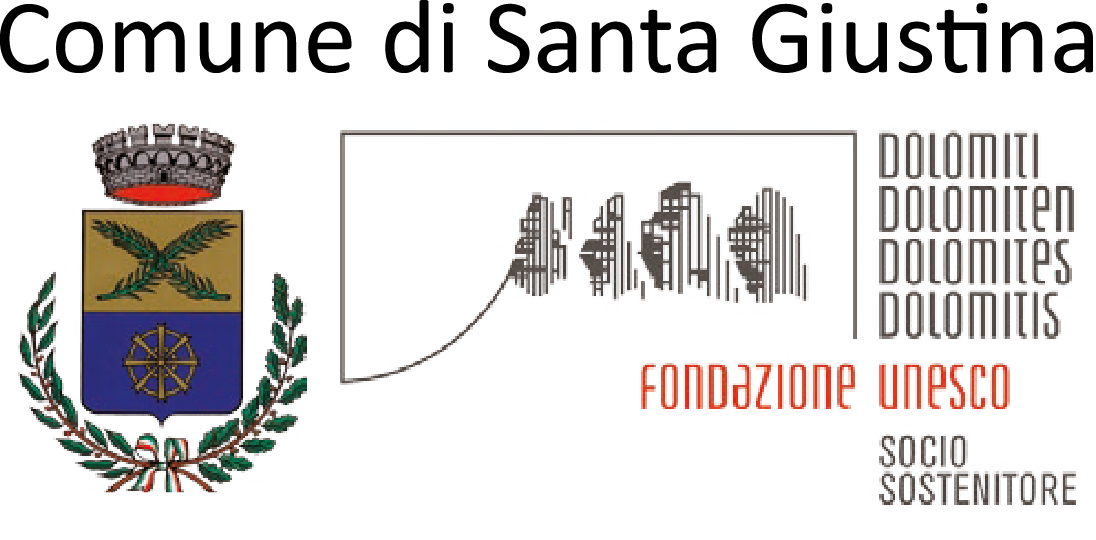 Comune di Santa Giustina
DOLOMITI
DOLOMITEN
DOLOMITES
DOLOMITIS
FONDAZIONE UNESCO
SOCIO
SOSTENITORE